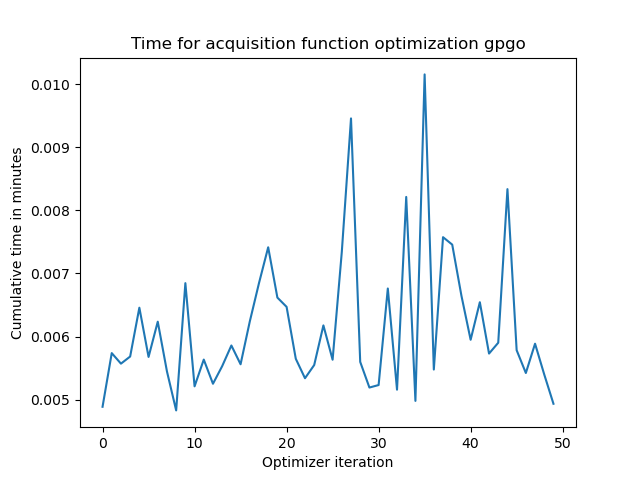 Time for acquisition function optimization gpgo
Cumulative time in minutes
0.010
0.009
0.008
0.007
0.006
0.005
0 10 20 30 40 50
Optimizer iteration